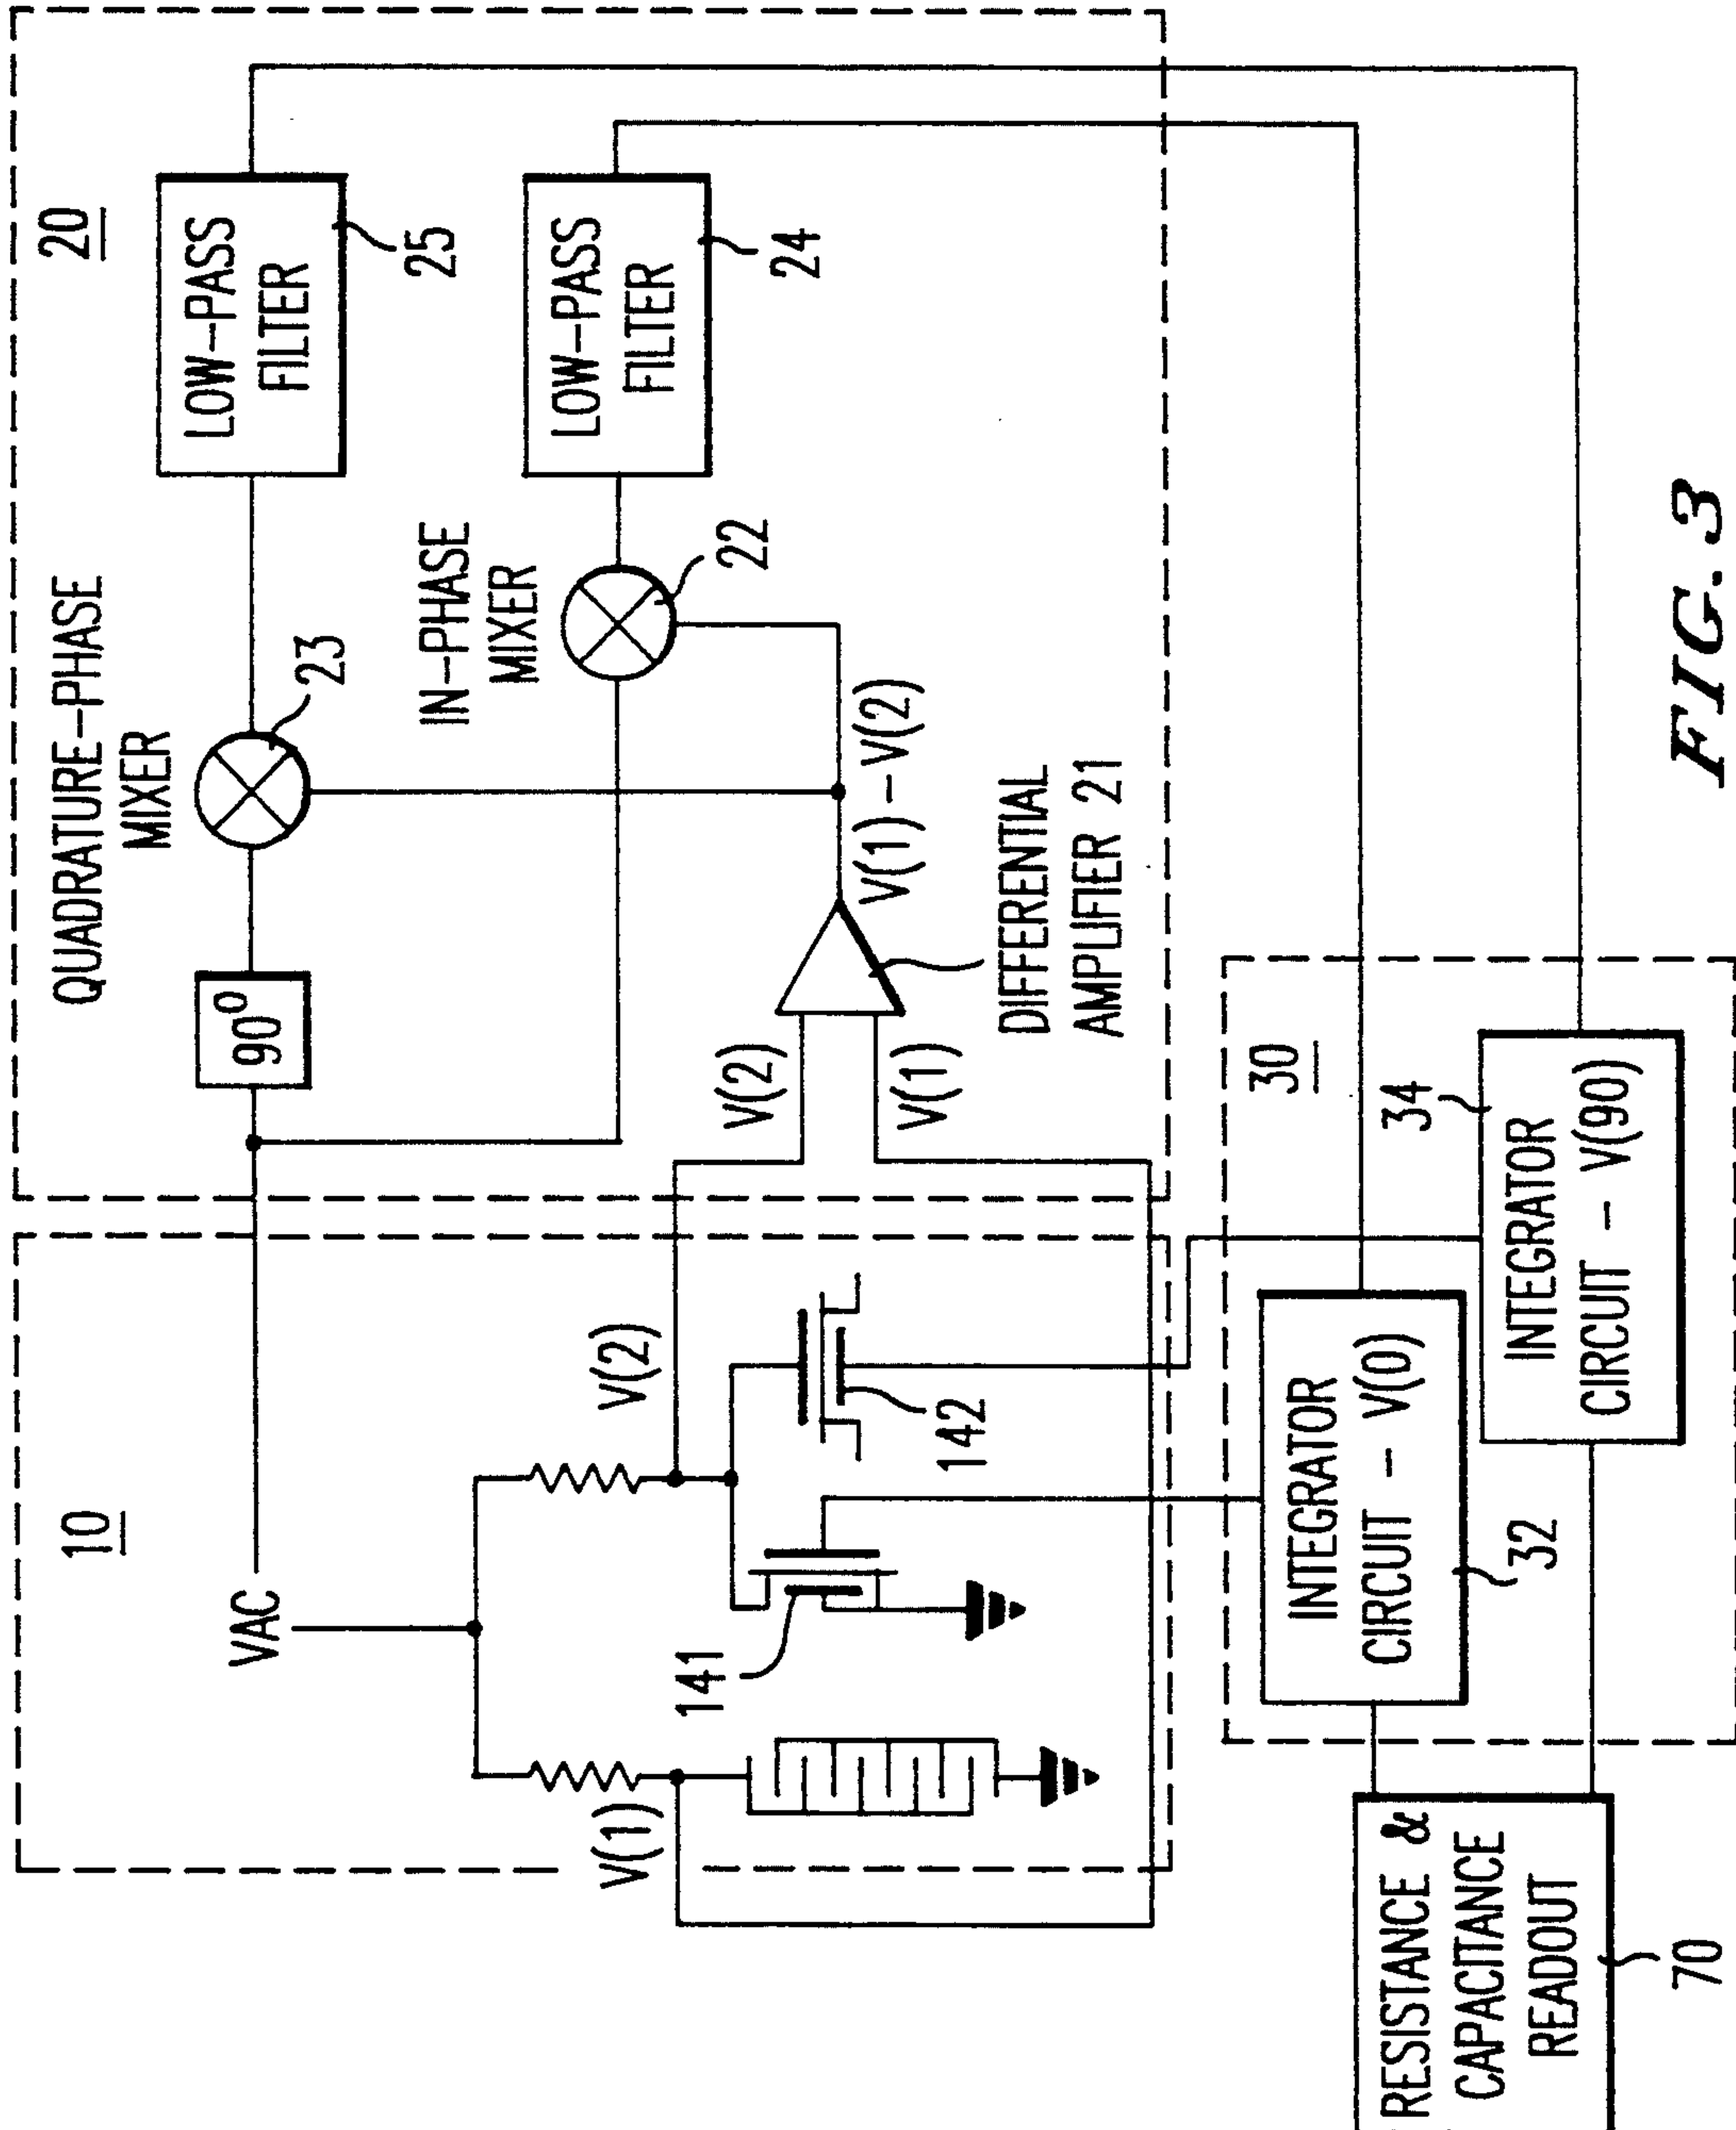 20
QUADRATURE-PHASE
MIXER
23
90°
LOW-PASS
FILTER
25
IN-PHASE
MIXER
22
LOW-PASS
FILTER
24
V(2)
V(1)
V(1)-V(2)
DIFFERENTIAL
AMPLIFIER 21
10
VAC
V(1)
V(2)
141
142
30
INTEGRATOR
CIRCUIT - V(0)
32
34
INTEGRATOR
CIRCUIT - V(90)
RESISTANCE &
CAPACITANCE
READOUT
70
FIG. 3